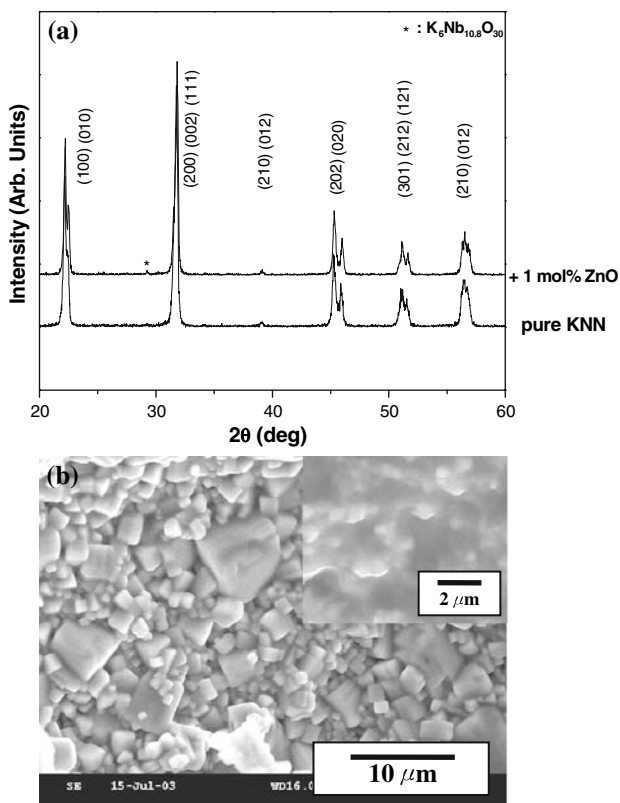 (a)
* : K₆Nb₁₀.₈O₃₀
(100) (010)
(200) (002) (111)
(210) (012)
(202) (020)
(301) (212) (121)
(210) (012)
*
+ 1 mol% ZnO
pure KNN
Intensity (Arb. Units)
20 30 40 50 60
2θ (deg)
(b)
2 μm
10 μm
SE 15-Jul-03 WD16.0